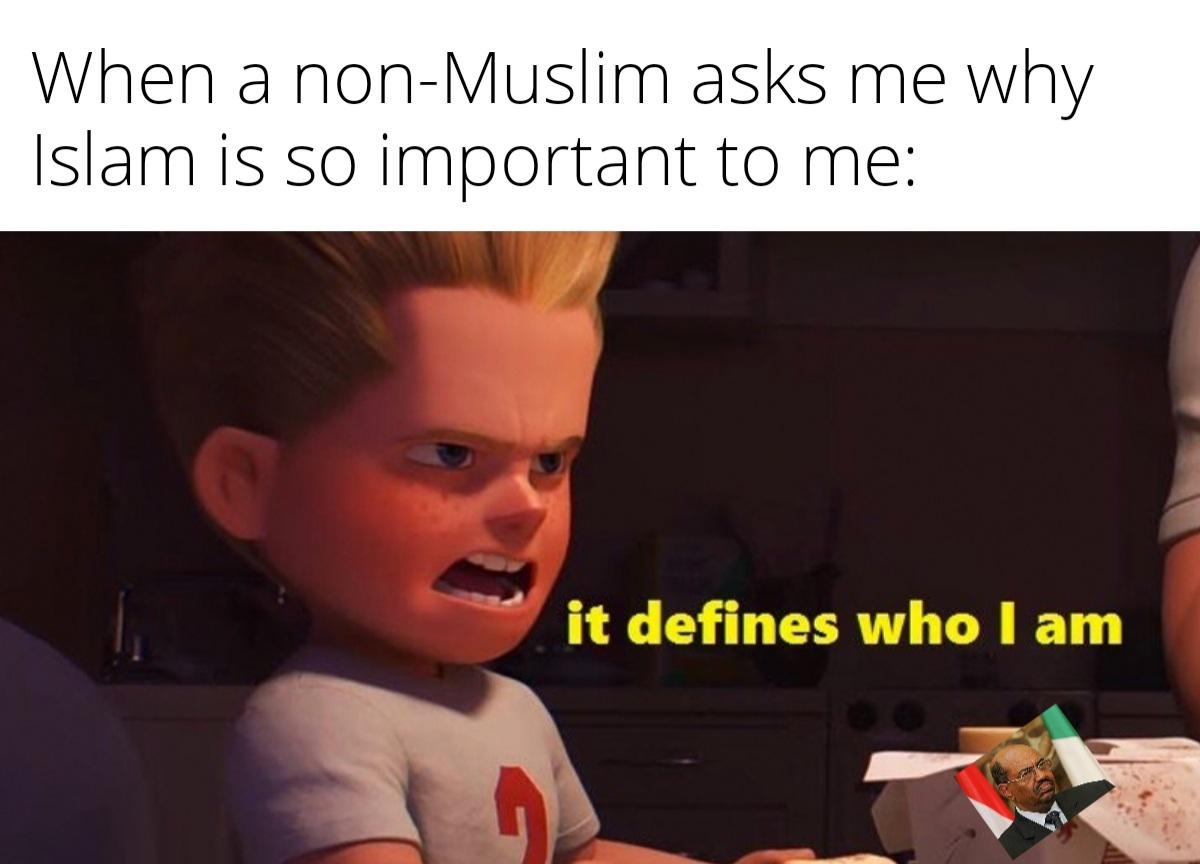 When a non-Muslim asks me why
Islam is so important to me:
it defines who I am